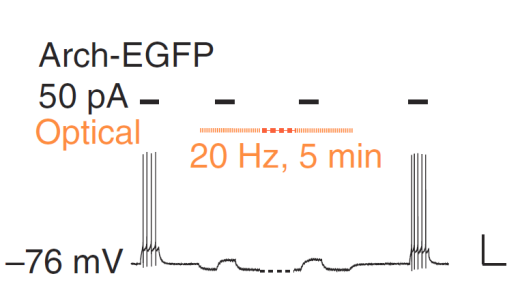 Arch-EGFP
50 pA
Optical
20 Hz, 5 min
–76 mV